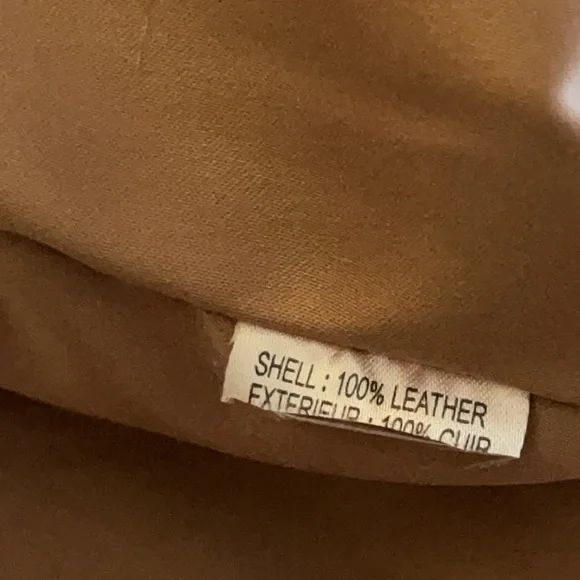 SHELL : 100% LEATHER
EXTERIEUR : 100% CUIR